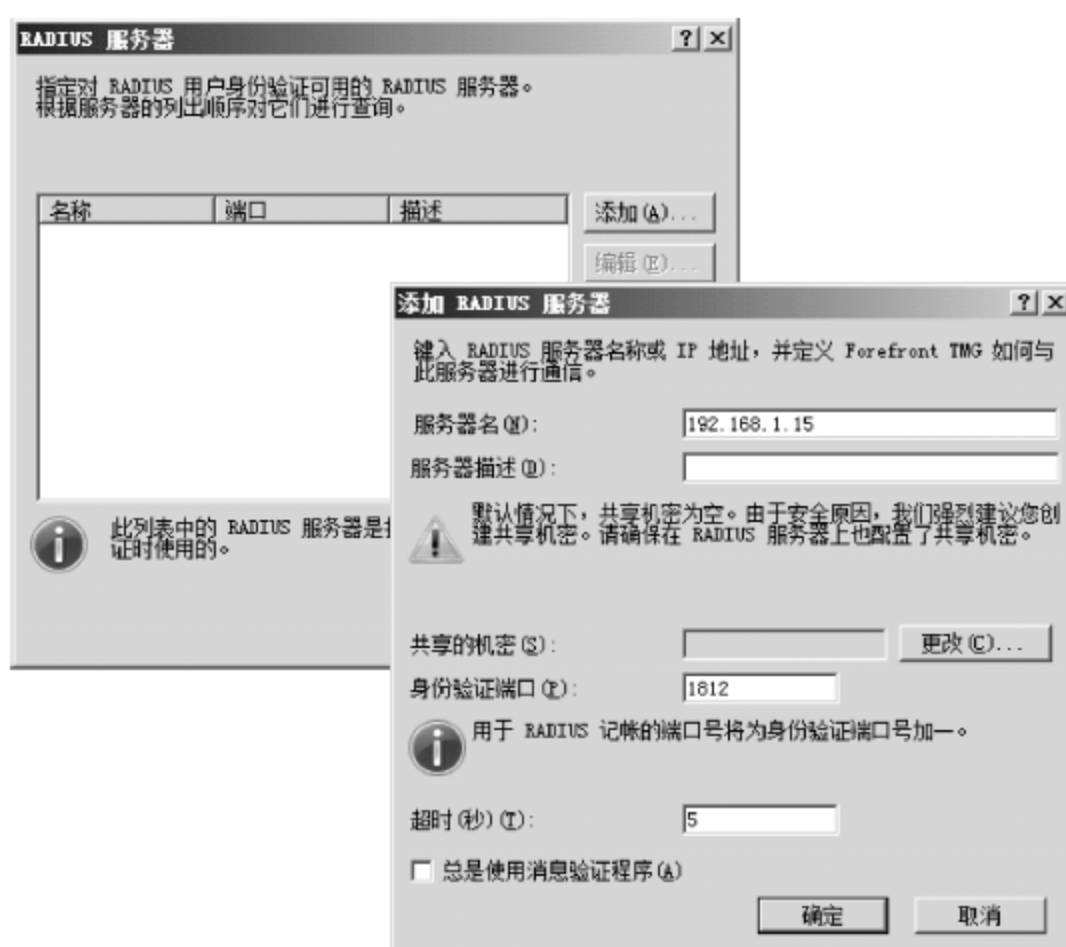 RADIUS 服务器
指定对 RADIUS 用户身份验证可用的 RADIUS 服务器。
根据服务器的列出顺序对它们进行查询。
名称 端口 描述
添加(A)...
编辑(E)...
此列表中的 RADIUS 服务器是
证时使用的。
添加 RADIUS 服务器
键入 RADIUS 服务器名称或 IP 地址，并定义 Forefront TMG 如何与
此服务器进行通信。
服务器名(N): 192.168.1.15
服务器描述(D):
默认情况下，共享机密为空。由于安全原因，我们强烈建议您创
建共享机密。请确保在 RADIUS 服务器上也配置了共享机密。
共享的机密(S): 更改(C)...
身份验证端口(P): 1812
用于 RADIUS 记帐的端口号将为身份验证端口号加一。
超时(秒)(T): 5
总是使用消息验证程序(A)
确定 取消